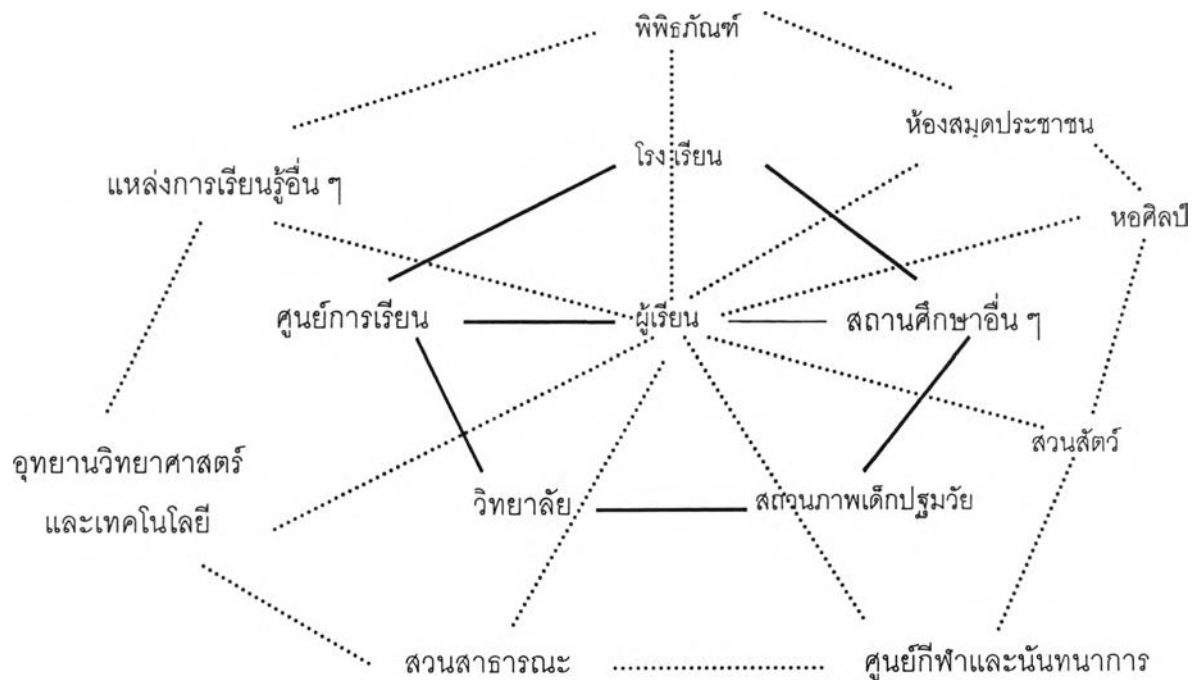 พิพิธภัณฑ์
ห้องสมุดประชาชน
โรงเรียน
แหล่งการเรียนรู้อื่น ๆ
หอศิลป์
ศูนย์การเรียน
ผู้เรียน
สถานศึกษาอื่น ๆ
สวนสัตว์
อุทยานวิทยาศาสตร์
และเทคโนโลยี
วิทยาลัย
สถานภาพเด็กปฐมวัย
สวนสาธารณะ
ศูนย์กีฬาและนันทนาการ